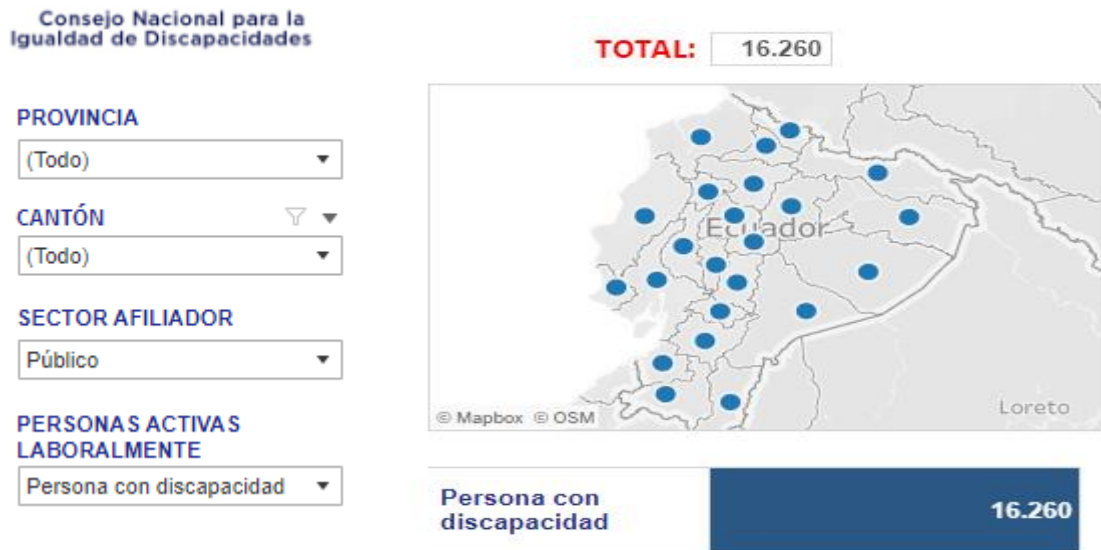 Consejo Nacional para la
Igualdad de Discapacidades
TOTAL: 16.260
PROVINCIA
(Todo)
CANTÓN
(Todo)
SECTOR AFILIADOR
Público
PERSONAS ACTIVAS
LABORALMENTE
Persona con discapacidad
Ecuador
Loreto
© Mapbox © OSM
Persona con
discapacidad
16.260